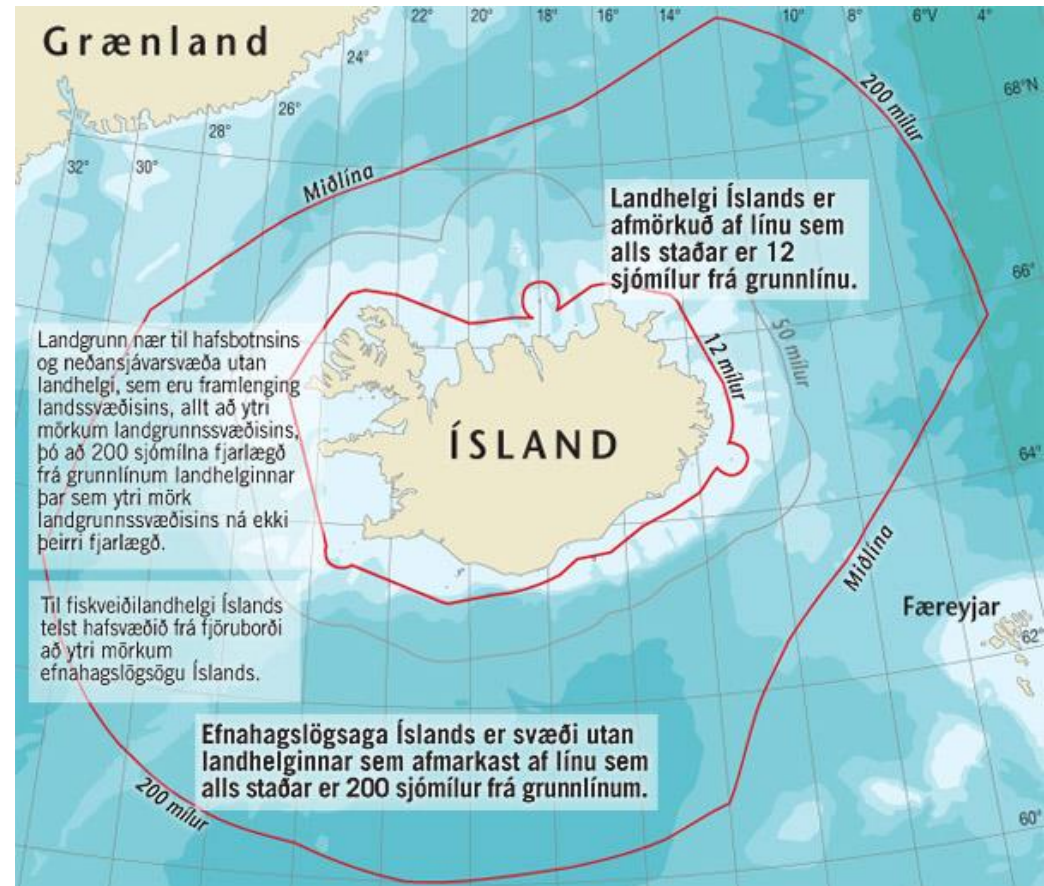 Grænland
22°
20°
18°
16°
10°
8°
6°V
4°
24°
26°
28°
30°
32°
68°N
66°
64°
62°
60°
200 mílur
Miðlína
Landhelgi Íslands er
afmörkuð af línu sem
alls staðar er 12
sjómílur frá grunnlínu.
50 mílur
12 mílur
ÍSLAND
Landgrunn nær til hafsbotnsins
og neðansjávarsvæða utan
landhelgi, sem eru framlenging
landssvæðisins, allt að ytri
mörkum landgrunnssvæðisins,
þó að 200 sjómílna fjarlægð
frá grunnlínum landhelginnar
þar sem ytri mörk
landgrunnssvæðisins ná ekki
þeirri fjarlægð.
Miðlína
Færeyjar
Til fiskveiðilandhelgi Íslands
telst hafsvæðið frá fjöruborði
að ytri mörkum
efnahagslögsögu Íslands.
Efnahagslögsaga Íslands er svæði utan
landhelginnar sem afmarkast af línu sem
alls staðar er 200 sjómílur frá grunnlínum.
200 mílur